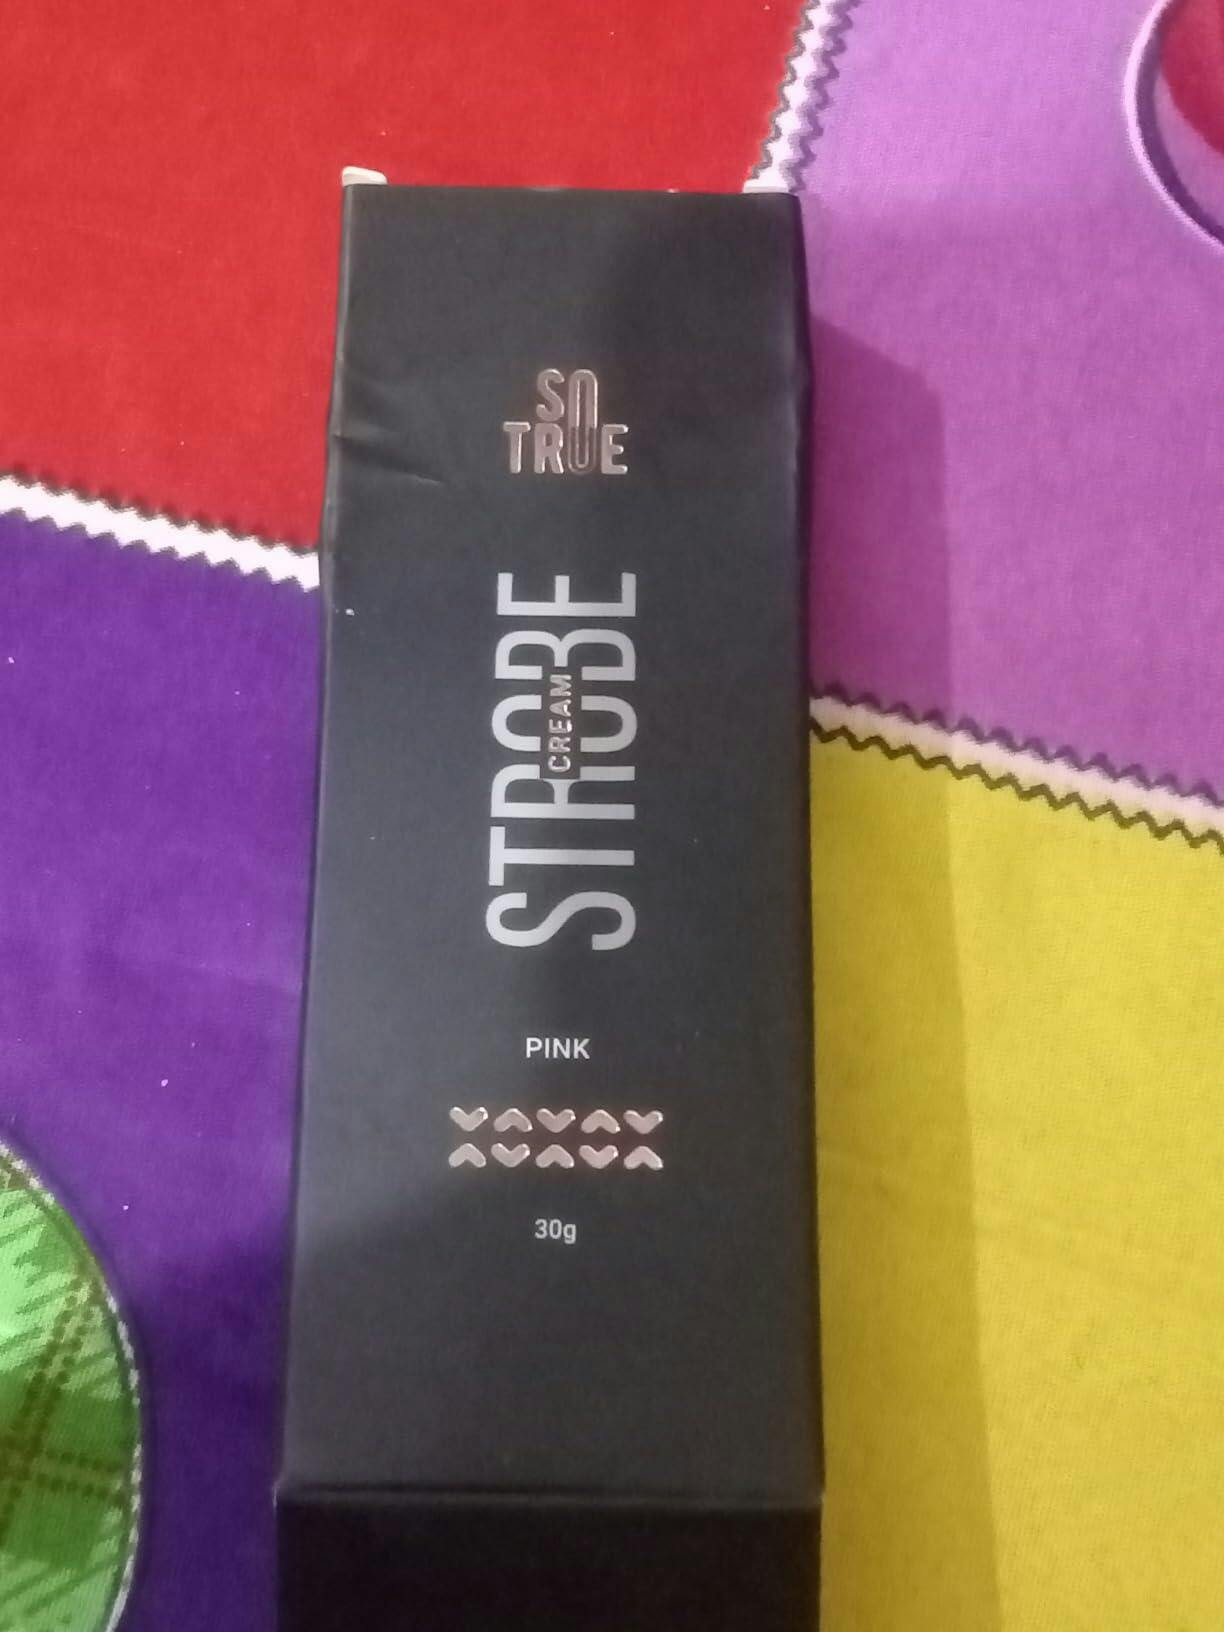 SO
TRUE
STROBE
CREAM
PINK
30g